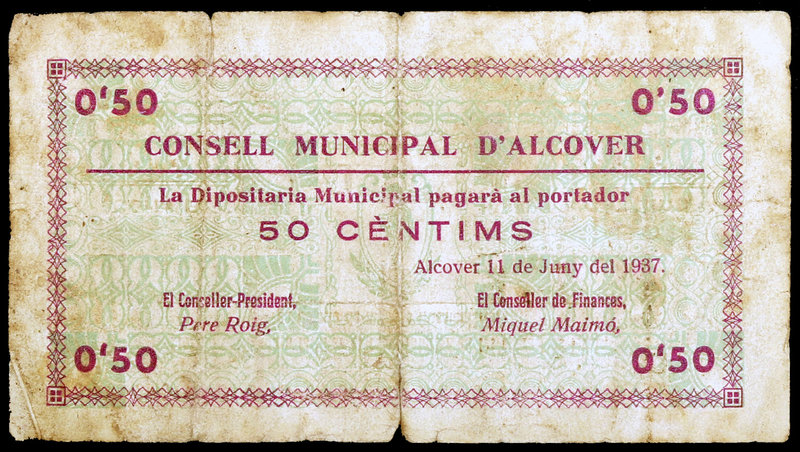 0'50 0'50
CONSELL MUNICIPAL D'ALCOVER
La Dipositaria Municipal pagarà al portador
50 CÈNTIMS
Alcover 11 de Juny del 1937.
El Conseller-President, El Conseller de Finances,
Pere Roig, Miquel Maimó,
0'50 0'50